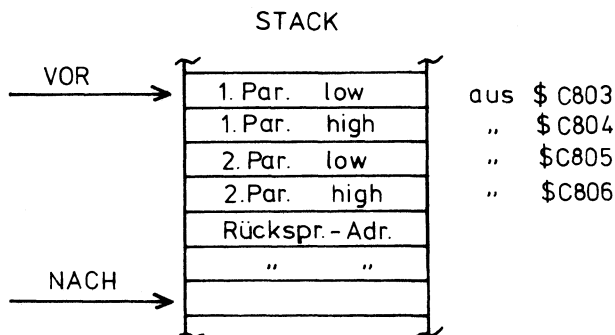 STACK
VOR
1. Par. low aus $ C803
1. Par. high „ $ C804
2. Par. low „ $C805
2. Par. high „ $C806
Rückspr.-Adr.
„ „
NACH